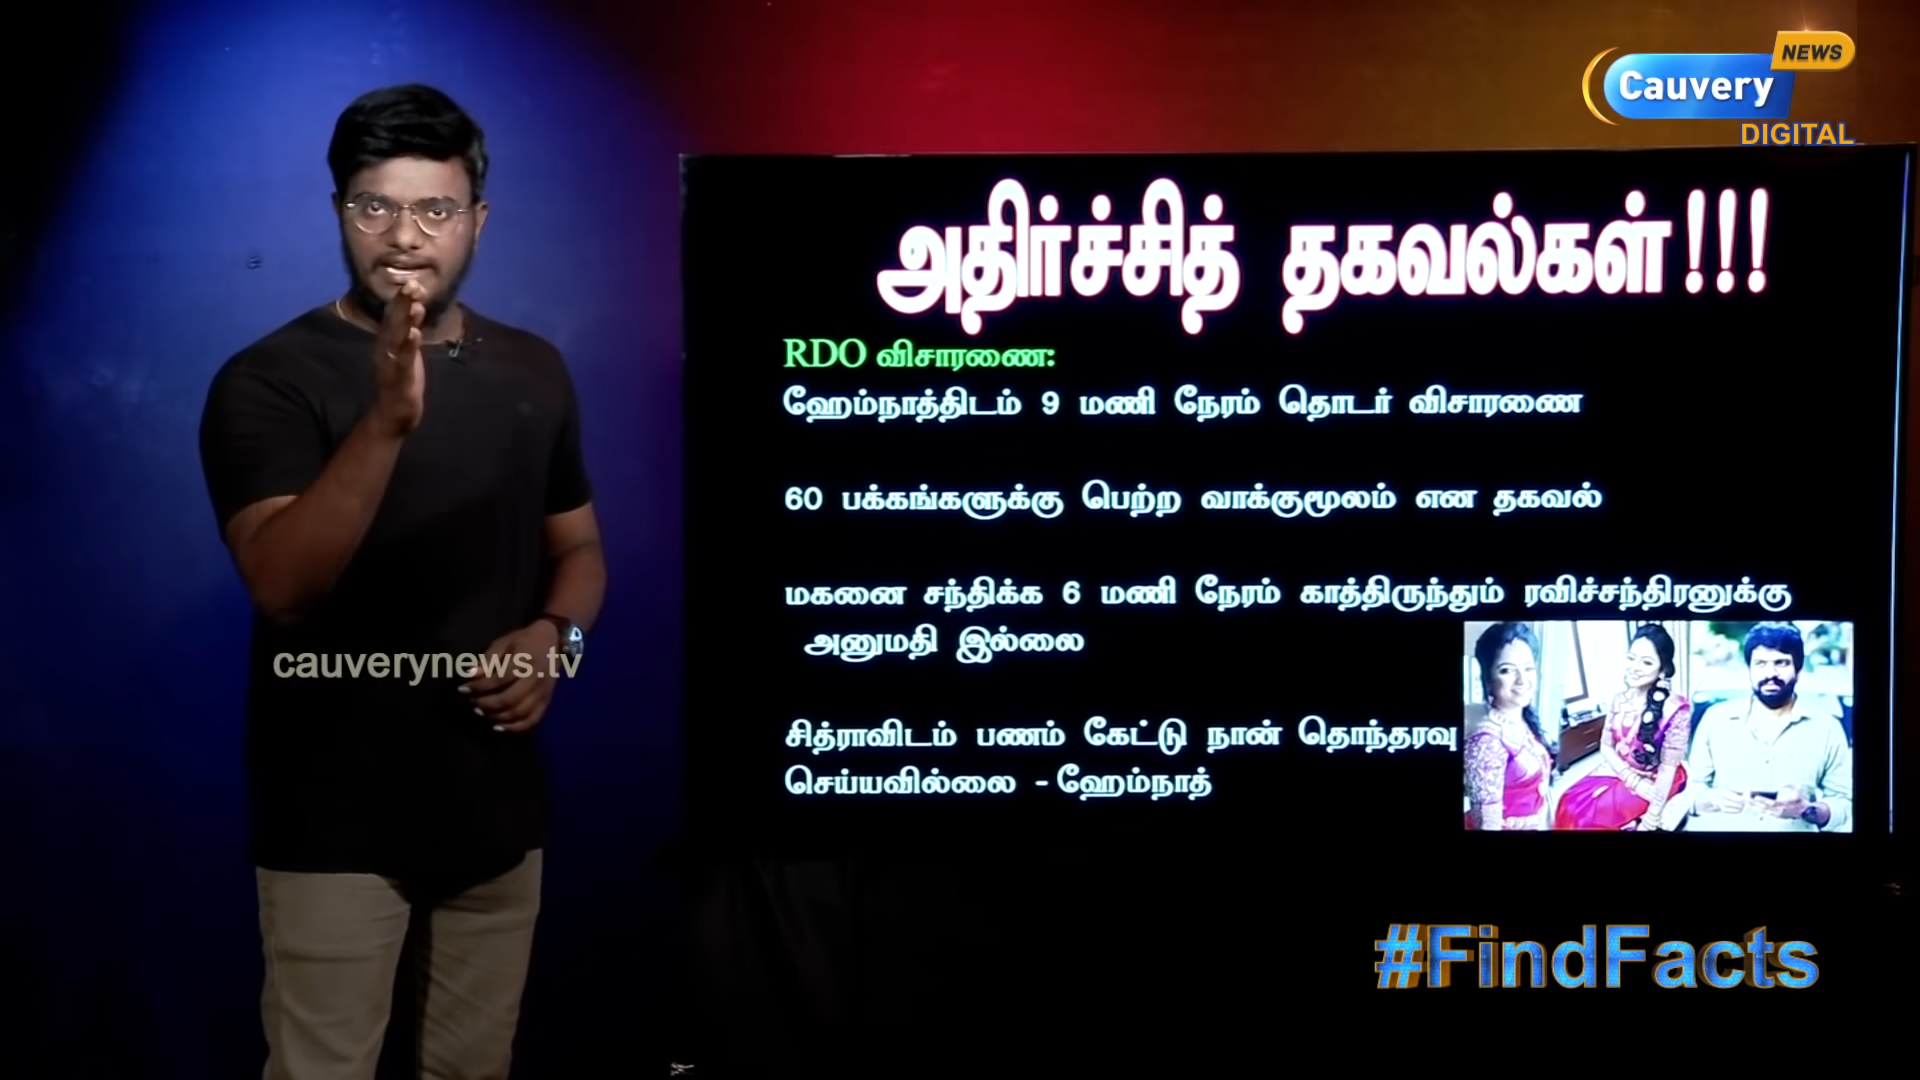 NEWS
Cauvery
DIGITAL
அதிர்ச்சித் தகவல்கள்!!!
RDO விசாரணை:
ஹேம்நாத்திடம் 9 மணி நேரம் தொடர் விசாரணை
60 பக்கங்களுக்கு பெற்ற வாக்குமூலம் என தகவல்
மகனை சந்திக்க 6 மணி நேரம் காத்திருந்தும் ரவிச்சந்திரனுக்கு
அனுமதி இல்லை
cauverynews.tv
சித்ராவிடம் பணம் கேட்டு நான் தொந்தரவு
செய்யவில்லை - ஹேம்நாத்
#FindFacts